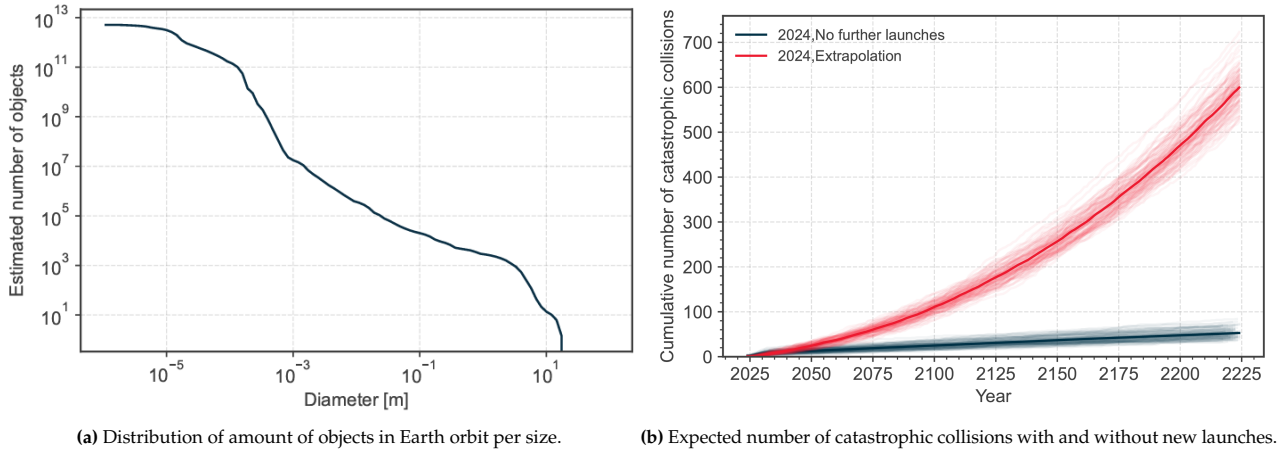 Estimated number of objects
10^13
10^11
10^9
10^7
10^5
10^3
10^1
10^−5
10^−3
10^−1
10^1
Diameter [m]
(a) Distribution of amount of objects in Earth orbit per size.
Cumulative number of catastrophic collisions
2024,No further launches
2024,Extrapolation
700
600
500
400
300
200
100
0
2025 2050 2075 2100 2125 2150 2175 2200 2225
Year
(b) Expected number of catastrophic collisions with and without new launches.